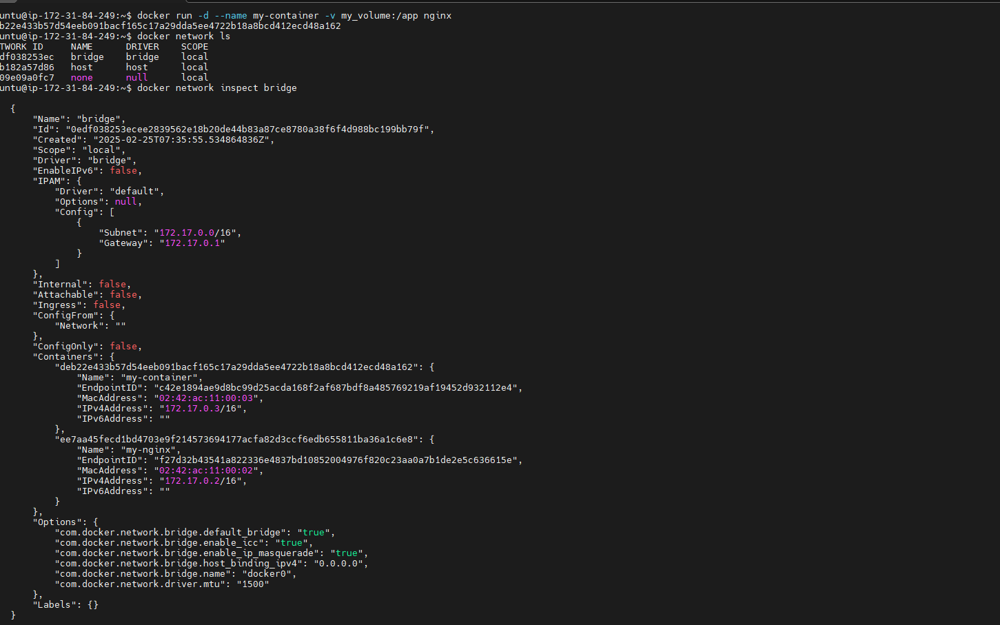 untu@ip-172-31-84-249:~$ docker run -d --name my-container -v my_volume:/app nginx
b22e433b57d54eeb091bacf165c17a29dda5ee4722b18a8bcd412ecd48a162
untu@ip-172-31-84-249:~$ docker network ls
TWORK ID     NAME      DRIVER    SCOPE
df038253ec   bridge    bridge    local
b182a57d86   host      host      local
09e09a0fc7   none      null      local
untu@ip-172-31-84-249:~$ docker network inspect bridge
{
    "Name": "bridge",
    "Id": "0edf038253ecee2839562e18b20de44b83a87ce8780a38f6f4d988bc199bb79f",
    "Created": "2025-02-25T07:35:55.534864836Z",
    "Scope": "local",
    "Driver": "bridge",
    "EnableIPv6": false,
    "IPAM": {
        "Driver": "default",
        "Options": null,
        "Config": [
            {
                "Subnet": "172.17.0.0/16",
                "Gateway": "172.17.0.1"
            }
        ]
    },
    "Internal": false,
    "Attachable": false,
    "Ingress": false,
    "ConfigFrom": {
        "Network": ""
    },
    "ConfigOnly": false,
    "Containers": {
        "deb22e433b57d54eeb091bacf165c17a29dda5ee4722b18a8bcd412ecd48a162": {
            "Name": "my-container",
            "EndpointID": "c42e1894ae9d8bc99d25acda168f2af687bdf8a485769219af19452d932112e4",
            "MacAddress": "02:42:ac:11:00:03",
            "IPv4Address": "172.17.0.3/16",
            "IPv6Address": ""
        },
        "ee7aa45fecd1bd4703e9f214573694177acfa82d3ccf6edb655811ba36a1c6e8": {
            "Name": "my-nginx",
            "EndpointID": "f27d32b43541a822336e4837bd10852004976f820c23aa0a7b1de2e5c636615e",
            "MacAddress": "02:42:ac:11:00:02",
            "IPv4Address": "172.17.0.2/16",
            "IPv6Address": ""
        }
    },
    "Options": {
        "com.docker.network.bridge.default_bridge": "true",
        "com.docker.network.bridge.enable_icc": "true",
        "com.docker.network.bridge.enable_ip_masquerade": "true",
        "com.docker.network.bridge.host_binding_ipv4": "0.0.0.0",
        "com.docker.network.bridge.name": "docker0",
        "com.docker.network.driver.mtu": "1500"
    },
    "Labels": {}
}